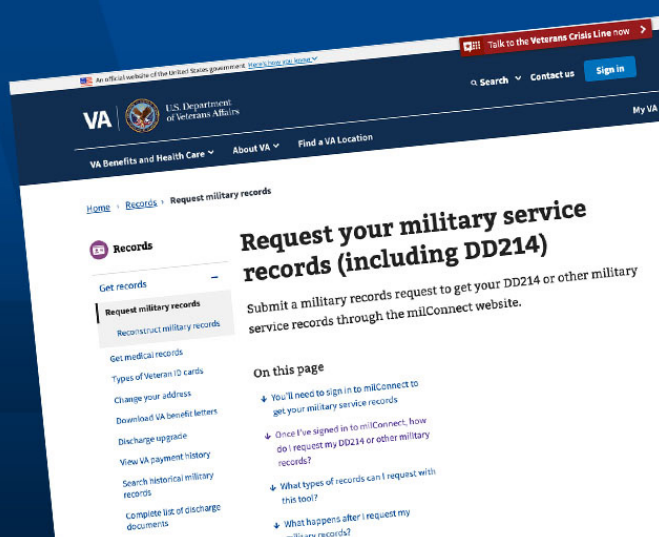 Talk to the Veterans Crisis Line now
An official website of the United States government Here's how you know
VA
U.S. Department
of Veterans Affairs
Search Contact us Sign in
VA Benefits and Health Care About VA Find a VA Location My VA
Home › Records › Request military records
Records
Get records
Request military records
Reconstruct military records
Get medical records
Types of Veteran ID cards
Change your address
Download VA benefit letters
Discharge upgrade
View VA payment history
Search historical military
records
Complete list of discharge
documents
Request your military service
records (including DD214)
Submit a military records request to get your DD214 or other military
service records through the milConnect website.
On this page
You'll need to sign in to milConnect to
get your military service records
Once I've signed in to milConnect, how
do I request my DD214 or other military
records?
What types of records can I request with
this tool?
What happens after I request my
military records?